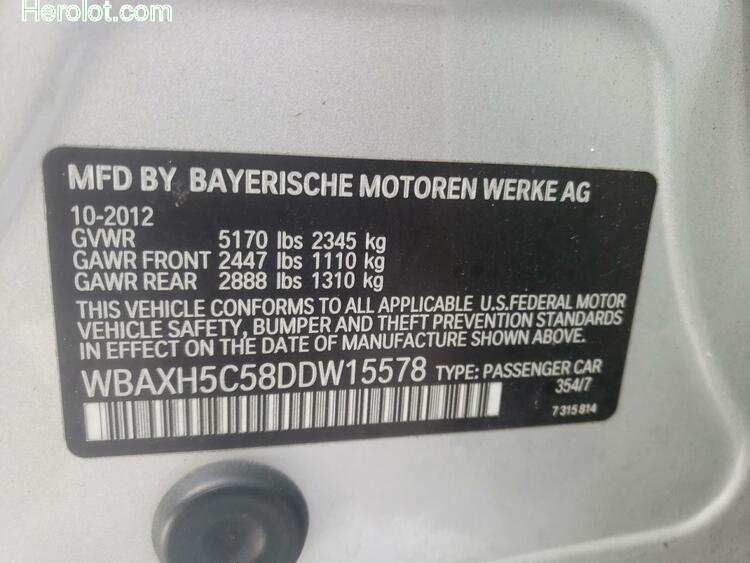 Herolot.com
MFD BY BAYERISCHE MOTOREN WERKE AG
10-2012
GVWR 5170 lbs 2345 kg
GAWR FRONT 2447 lbs 1110 kg
GAWR REAR 2888 lbs 1310 kg
THIS VEHICLE CONFORMS TO ALL APPLICABLE U.S.FEDERAL MOTOR
VEHICLE SAFETY, BUMPER AND THEFT PREVENTION STANDARDS
IN EFFECT ON THE DATE OF MANUFACTURE SHOWN ABOVE.
WBAXH5C58DDW15578 TYPE: PASSENGER CAR
354/7
7 315 814